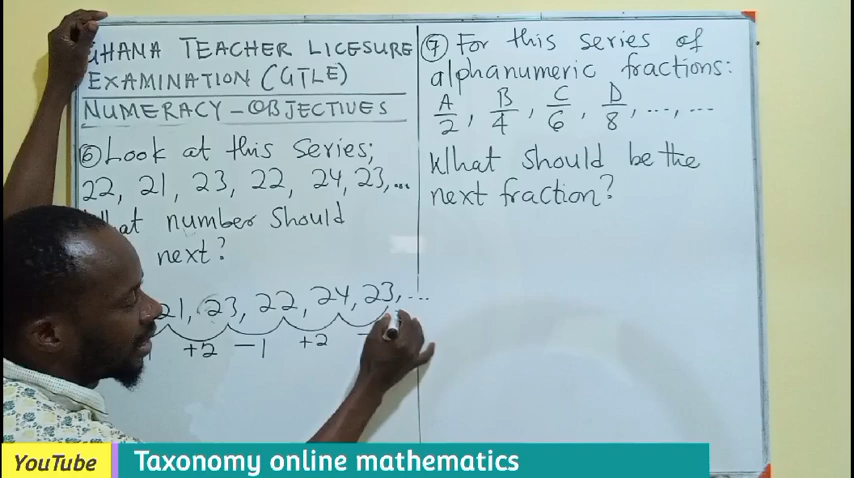 GHANA TEACHER LICESURE
EXAMINATION (GTLE)
NUMERACY - OBJECTIVES
⑥ Look at this series;
22, 21, 23, 22, 24, 23, ...
What number should
next?
21, 23, 22, 24, 23, ...
+2 -1 +2
⑦ For this series of
alphanumeric fractions:
A/2, B/4, C/6, D/8, ..., ...
What should be the
next fraction?
YouTube Taxonomy online mathematics